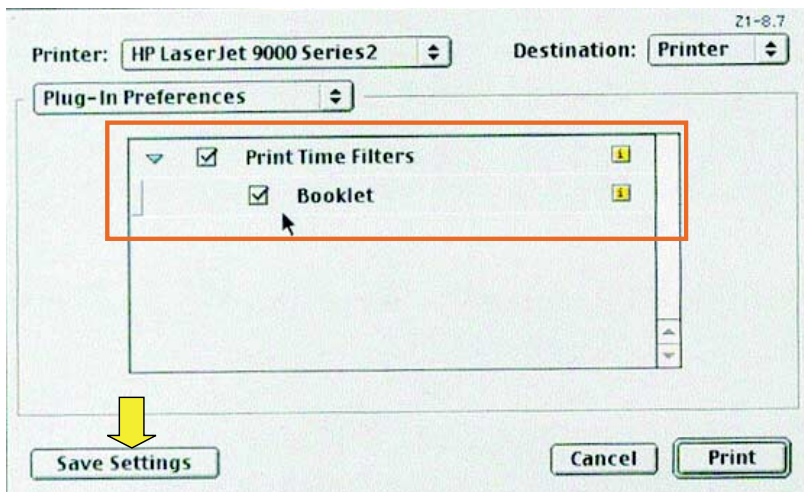 Z1-8.7
Printer: HP LaserJet 9000 Series2 Destination: Printer
Plug-In Preferences
Print Time Filters
Booklet
Save Settings Cancel Print